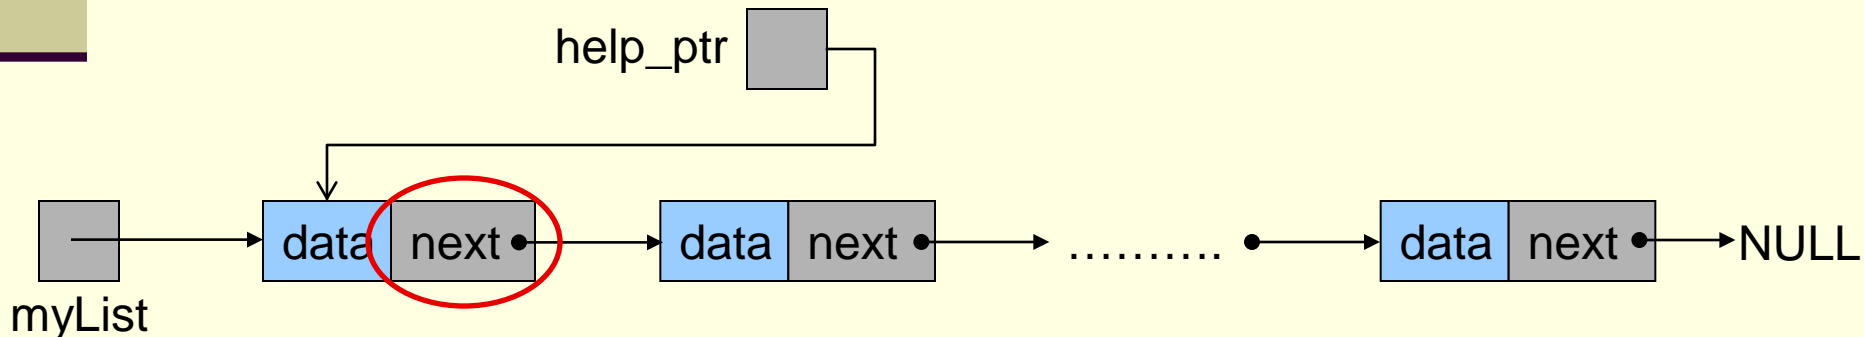 help_ptr
data next data next ………. data next NULL
myList